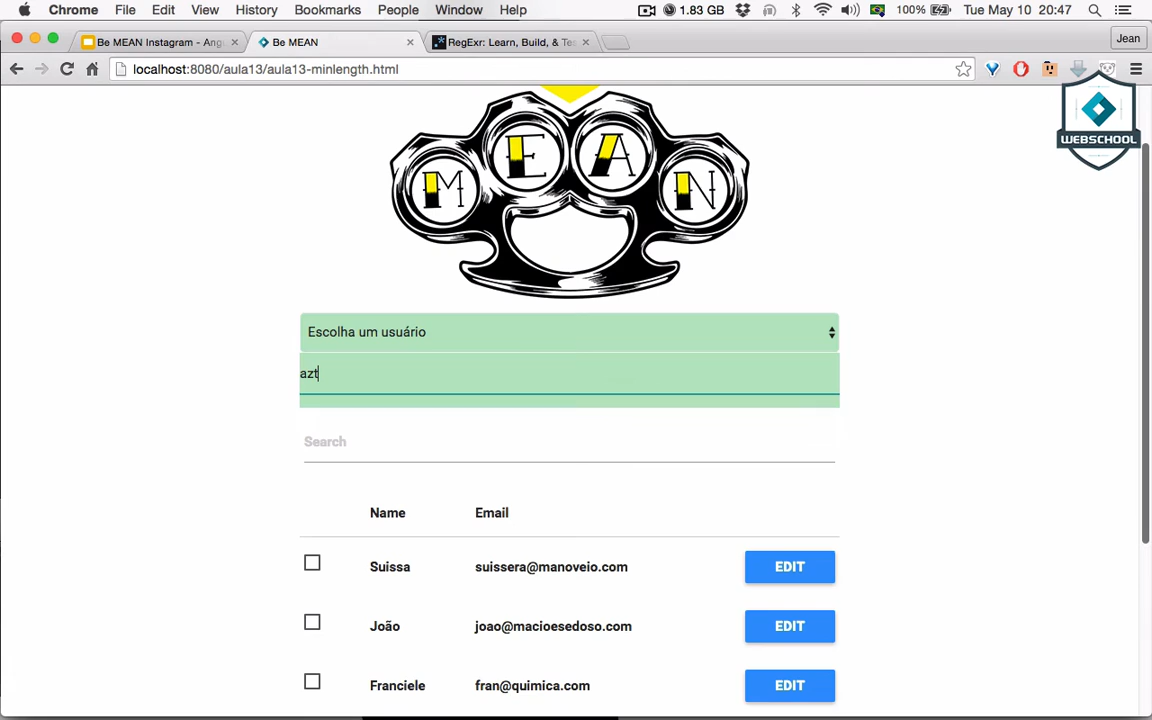 Chrome File Edit View History Bookmarks People Window Help 1.83 GB 100% Tue May 10 20:47
Be MEAN Instagram - Ang
Be MEAN
RegExr: Learn, Build, & Te
Jean
localhost:8080/aula13/aula13-minlength.html
WEBSCHOOL
M E A N
Escolha um usuário
azt
Search
Name Email
Suissa suissera@manoveio.com EDIT
João joao@macioesedoso.com EDIT
Franciele fran@quimica.com EDIT